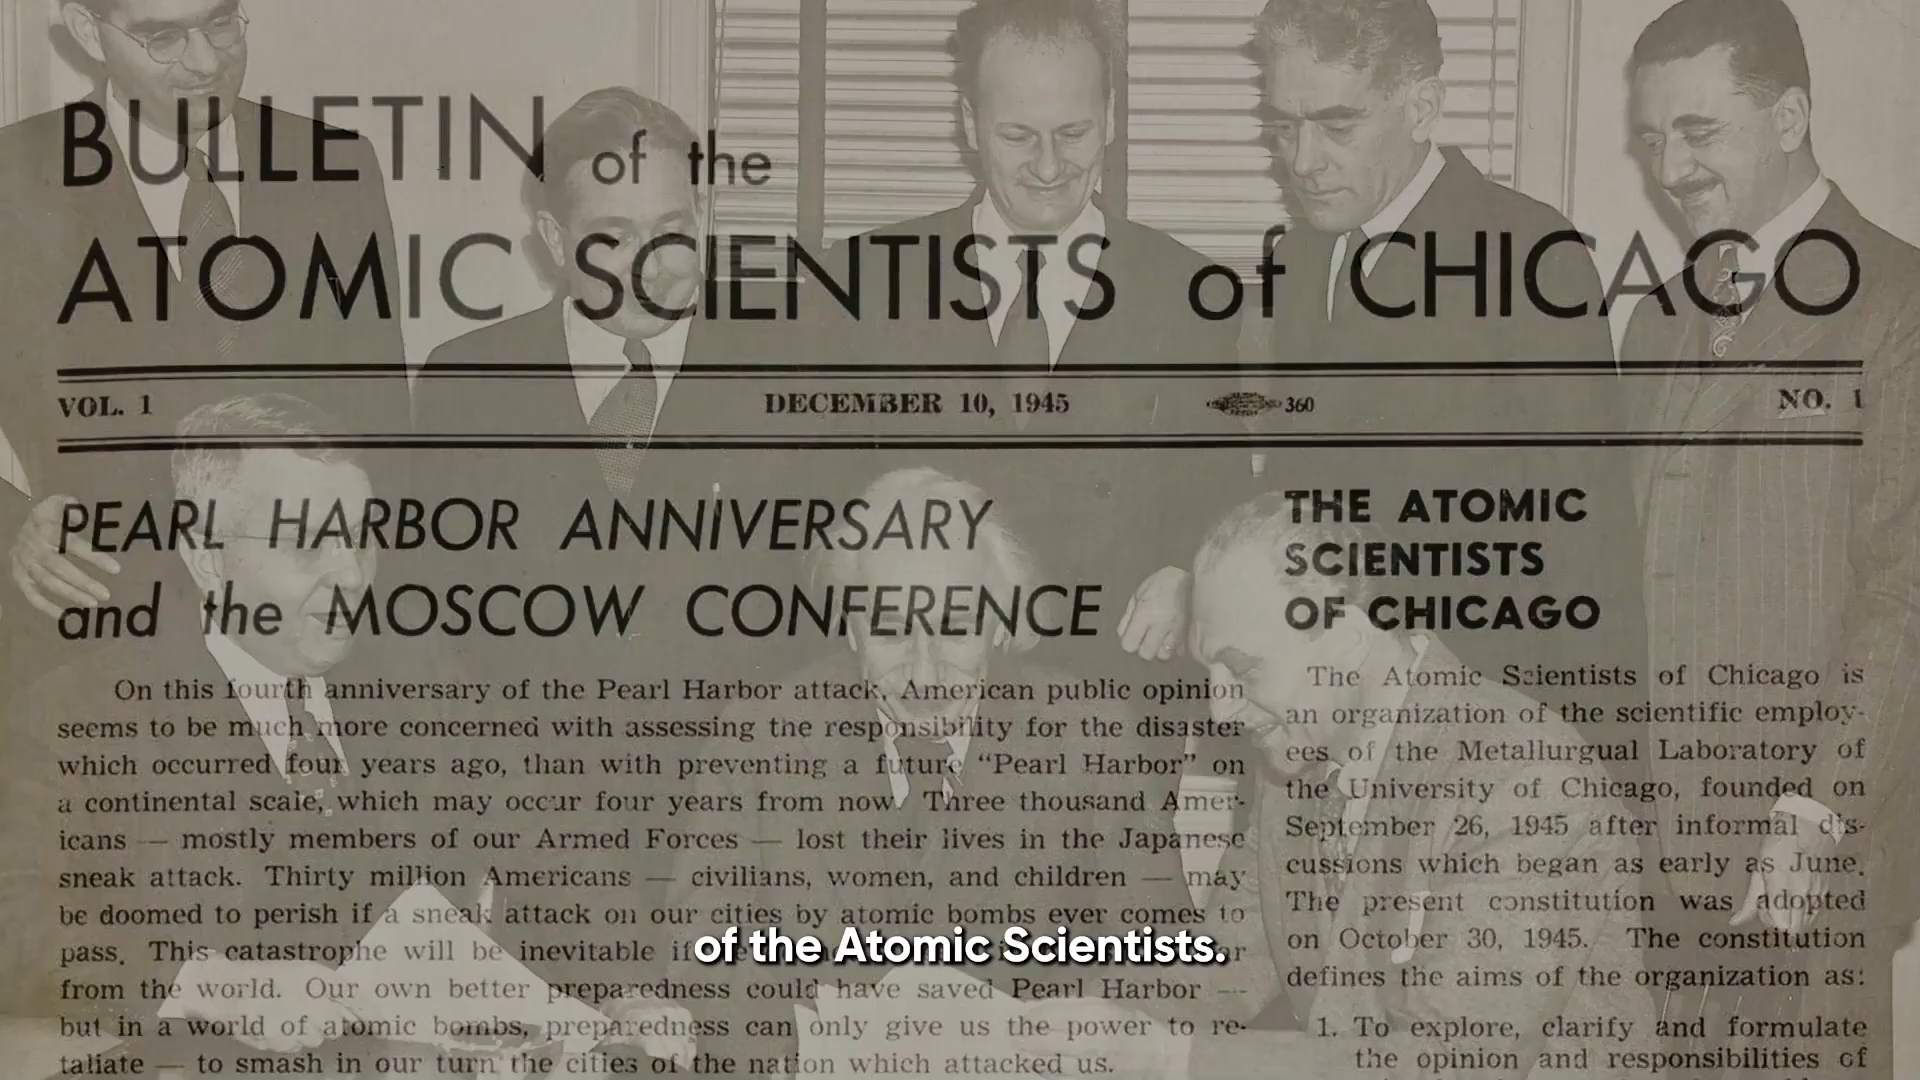 BULLETIN of the
ATOMIC SCIENTISTS of CHICAGO
VOL. 1 DECEMBER 10, 1945 360 NO. 1
PEARL HARBOR ANNIVERSARY
and the MOSCOW CONFERENCE
On this fourth anniversary of the Pearl Harbor attack, American public opinion
seems to be much more concerned with assessing the responsibility for the disaster
which occurred four years ago, than with preventing a future “Pearl Harbor” on
a continental scale, which may occur four years from now. Three thousand Amer-
icans — mostly members of our Armed Forces — lost their lives in the Japanese
sneak attack. Thirty million Americans — civilians, women, and children — may
be doomed to perish if a sneak attack on our cities by atomic bombs ever comes to
pass. This catastrophe will be inevitable if
from the world. Our own better preparedness could have saved Pearl Harbor —
but in a world of atomic bombs, preparedness can only give us the power to re-
taliate — to smash in our turn the cities of the nation which attacked us.
THE ATOMIC
SCIENTISTS
OF CHICAGO
The Atomic Scientists of Chicago is
an organization of the scientific employ-
ees of the Metallurgual Laboratory of
the University of Chicago, founded on
September 26, 1945 after informal dis-
cussions which began as early as June.
The present constitution was adopted
on October 30, 1945. The constitution
defines the aims of the organization as:
1. To explore, clarify and formulate
the opinion and responsibilities of
of the Atomic Scientists.